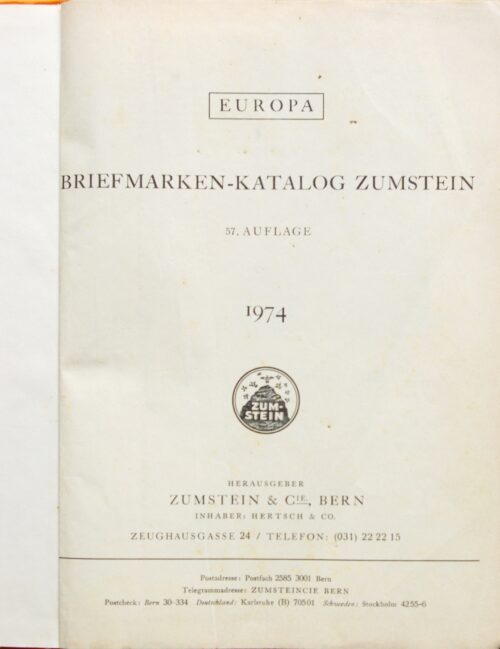 EUROPA
BRIEFMARKEN-KATALOG ZUMSTEIN
57. AUFLAGE
1974
ZUM-
STEIN
HERAUSGEBER
ZUMSTEIN & CIE., BERN
INHABER: HERTSCH & CO.
ZEUGHAUSGASSE 24 / TELEFON: (031) 22 22 15
Postadresse: Postfach 2585 3001 Bern
Telegrammadresse: ZUMSTEINCIE BERN
Postcheck: Bern 30-334 Deutschland: Karlsruhe (B) 70501 Schweden: Stockholm 4255-6